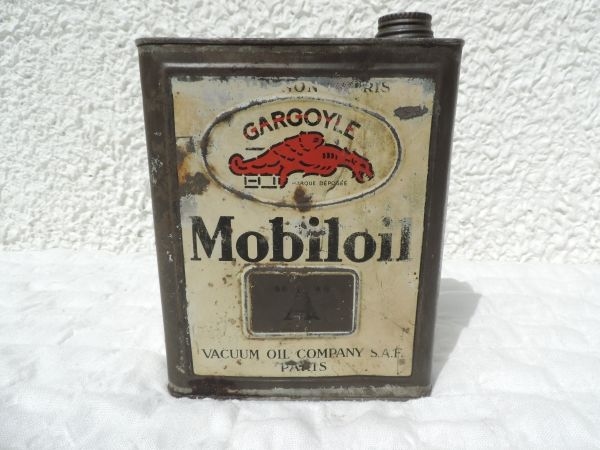 GARGOYLE
MARQUE DÉPOSÉE
Mobiloil
A
VACUUM OIL COMPANY S.A.F.
PARIS